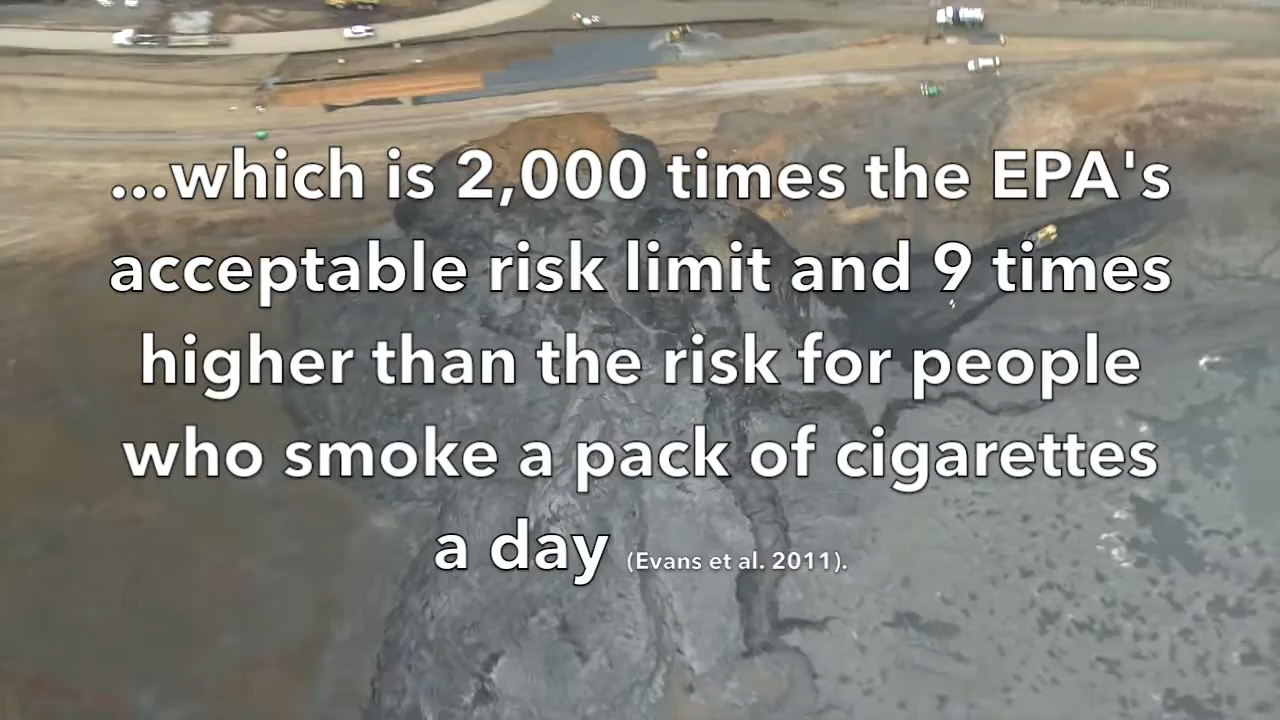 ...which is 2,000 times the EPA's
acceptable risk limit and 9 times
higher than the risk for people
who smoke a pack of cigarettes
a day (Evans et al. 2011).